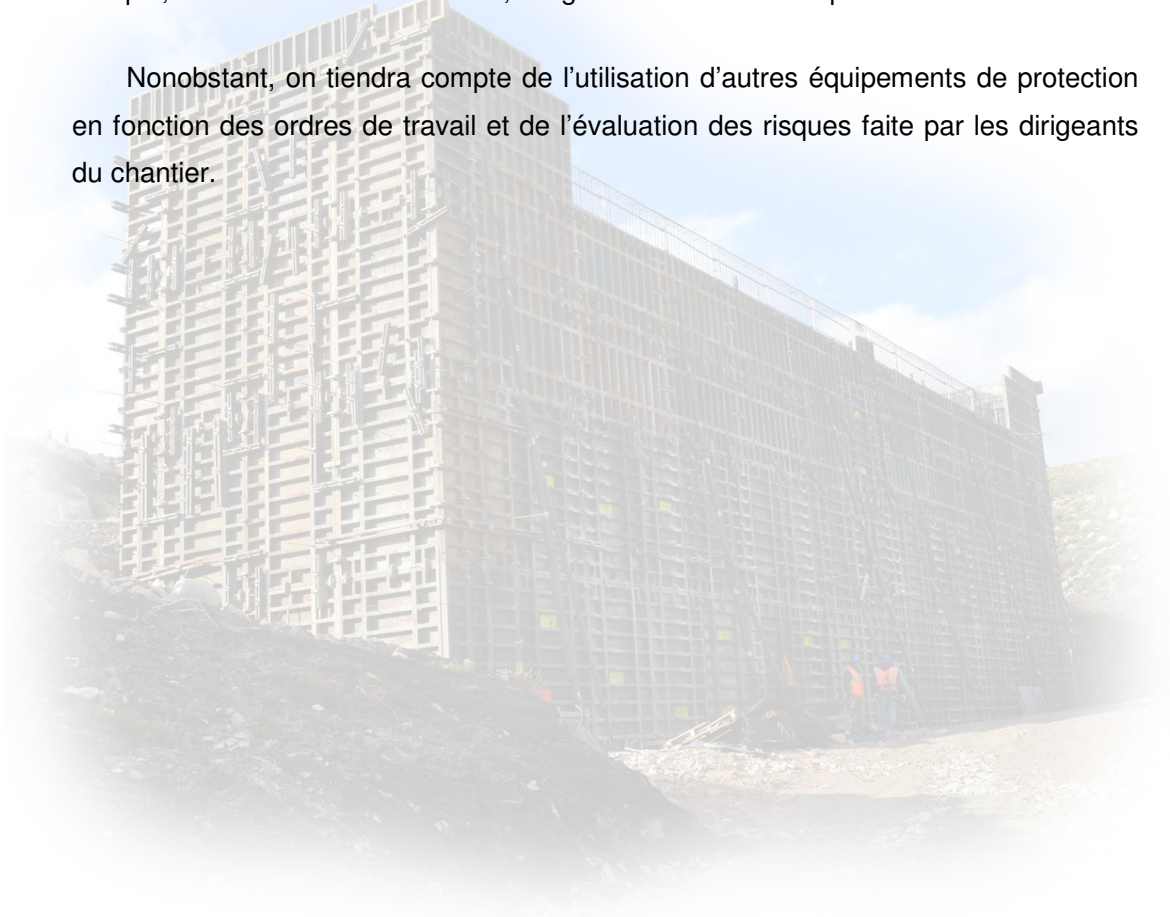 Nonobstant, on tiendra compte de l’utilisation d’autres équipements de protection
en fonction des ordres de travail et de l’évaluation des risques faite par les dirigeants
du chantier.